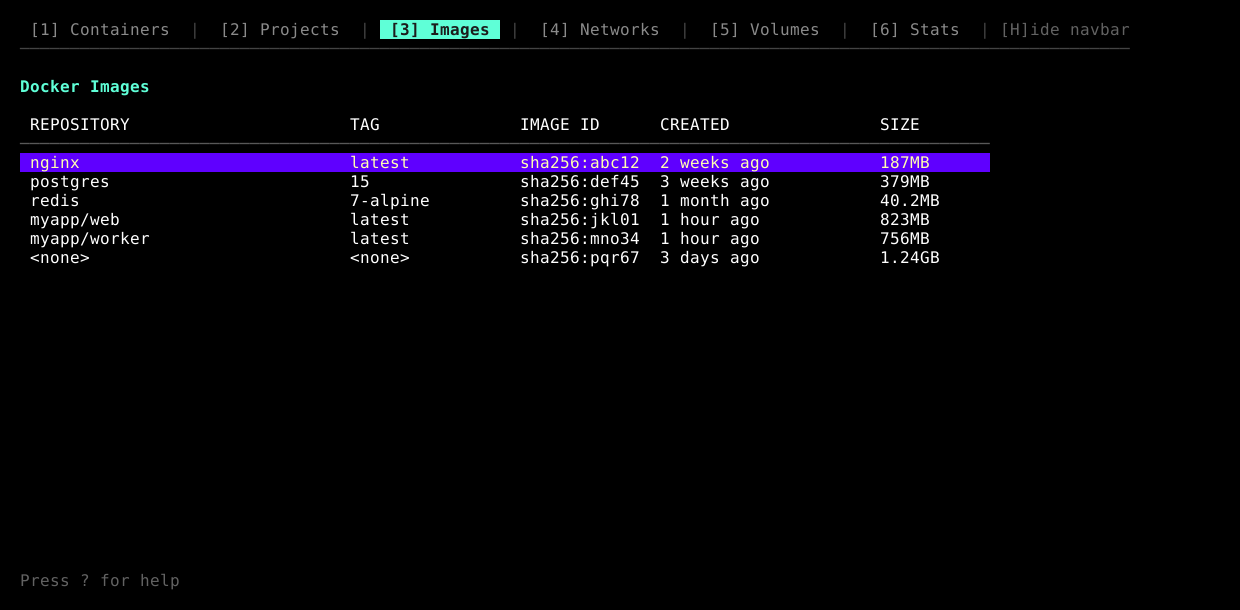 [1] Containers | [2] Projects | [3] Images | [4] Networks | [5] Volumes | [6] Stats | [H]ide navbar
Docker Images
REPOSITORY TAG IMAGE ID CREATED SIZE
nginx latest sha256:abc12 2 weeks ago 187MB
postgres 15 sha256:def45 3 weeks ago 379MB
redis 7-alpine sha256:ghi78 1 month ago 40.2MB
myapp/web latest sha256:jkl01 1 hour ago 823MB
myapp/worker latest sha256:mno34 1 hour ago 756MB
<none> <none> sha256:pqr67 3 days ago 1.24GB
Press ? for help